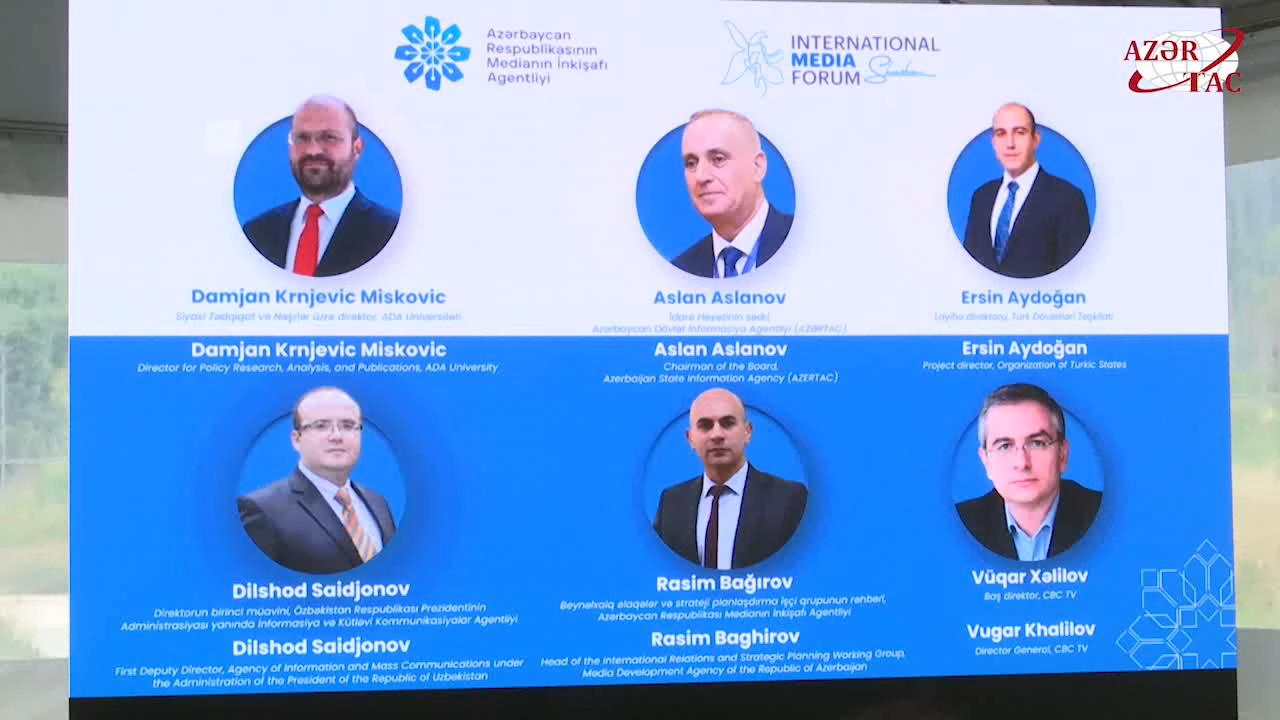 Azərbaycan
Respublikasının
Medianın İnkişafı
Agentliyi
INTERNATIONAL
MEDIA
FORUM
AZƏR
TAC
Damjan Krnjevic Miskovic
Siyasi Tədqiqat və Nəşrlər üzrə direktor, ADA Universiteti
Aslan Aslanov
İdarə Heyətinin sədri,
Azərbaycan Dövlət İnformasiya Agentliyi (AZƏRTAC)
Ersin Aydoğan
Layihə direktoru, Türk Dövlətləri Təşkilatı
Damjan Krnjevic Miskovic
Director for Policy Research, Analysis, and Publications, ADA University
Aslan Aslanov
Chairman of the Board,
Azerbaijan State Information Agency (AZERTAC)
Ersin Aydoğan
Project director, Organization of Turkic States
Dilshod Saidjonov
Direktorun birinci müavini, Özbəkistan Respublikası Prezidentinin
Administrasiyası yanında İnformasiya və Kütləvi Kommunikasiyalar Agentliyi
Dilshod Saidjonov
First Deputy Director, Agency of Information and Mass Communications under
the Administration of the President of the Republic of Uzbekistan
Rasim Bağırov
Beynəlxalq əlaqələr və strateji planlaşdırma işçi qrupunun rəhbəri,
Azərbaycan Respublikası Medianın İnkişafı Agentliyi
Rasim Baghirov
Head of the International Relations and Strategic Planning Working Group,
Media Development Agency of the Republic of Azerbaijan
Vüqar Xəlilov
Baş direktor, CBC TV
Vugar Khalilov
Director General, CBC TV